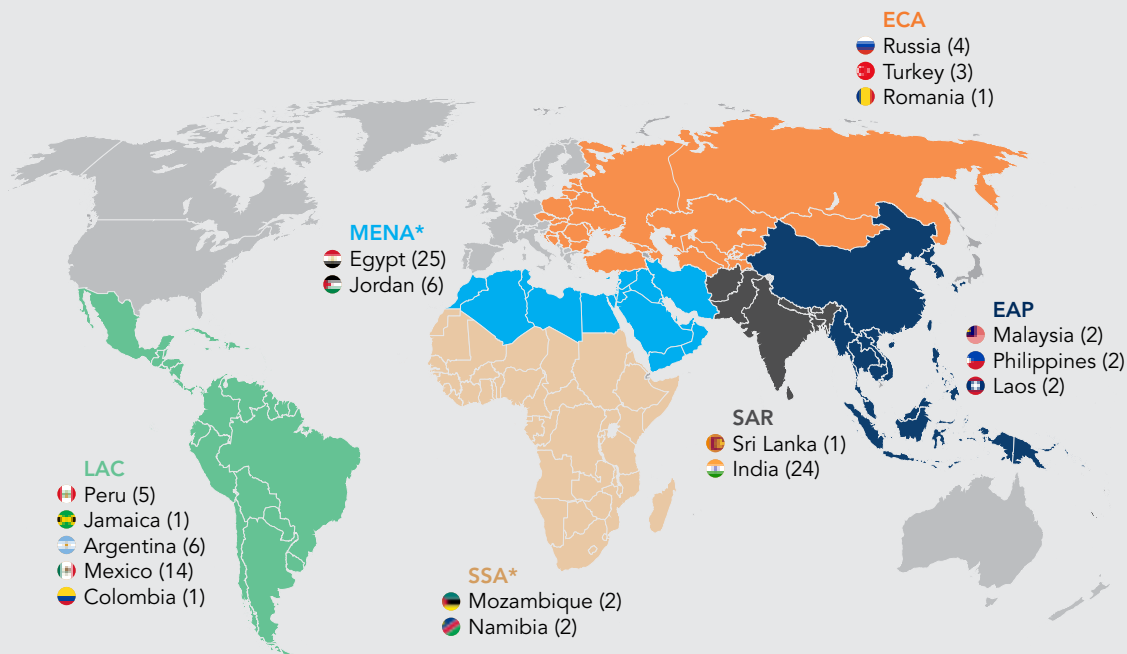 ECA
Russia (4)
Turkey (3)
Romania (1)
MENA*
Egypt (25)
Jordan (6)
EAP
Malaysia (2)
Philippines (2)
Laos (2)
SAR
Sri Lanka (1)
India (24)
LAC
Peru (5)
Jamaica (1)
Argentina (6)
Mexico (14)
Colombia (1)
SSA*
Mozambique (2)
Namibia (2)